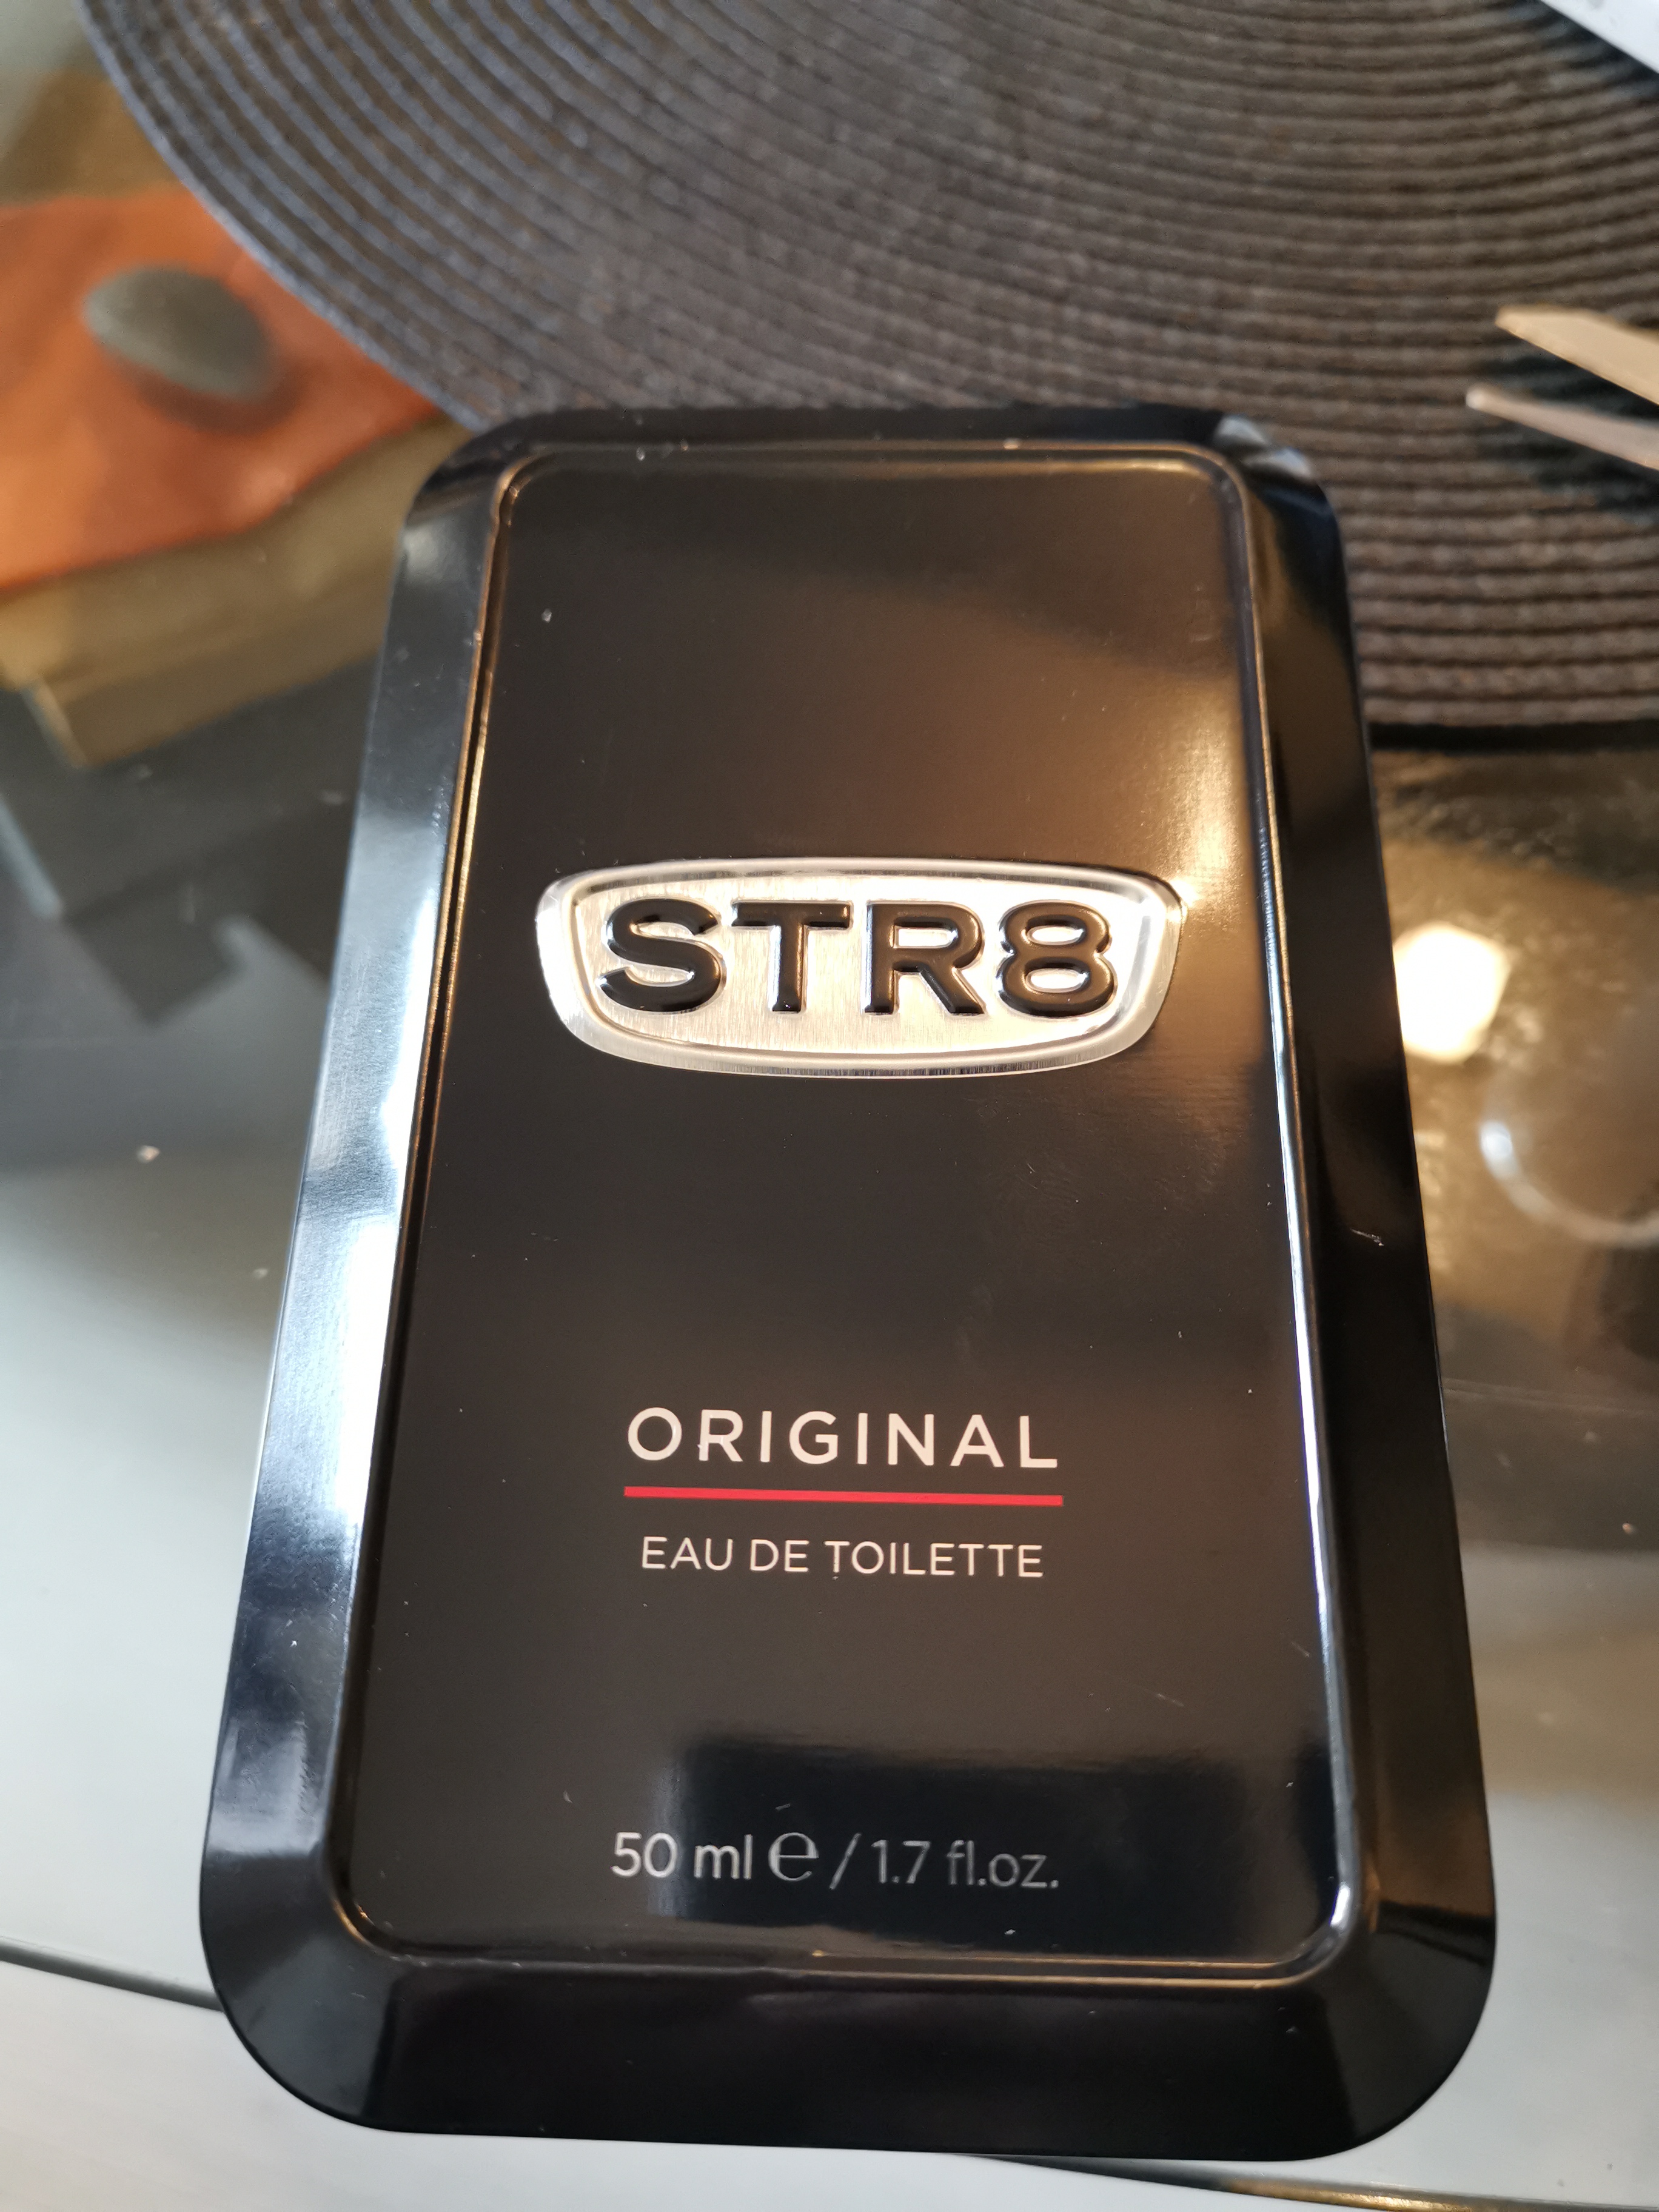 STR8
ORIGINAL
EAU DE TOILETTE
50 ml ℮ / 1.7 fl.oz.